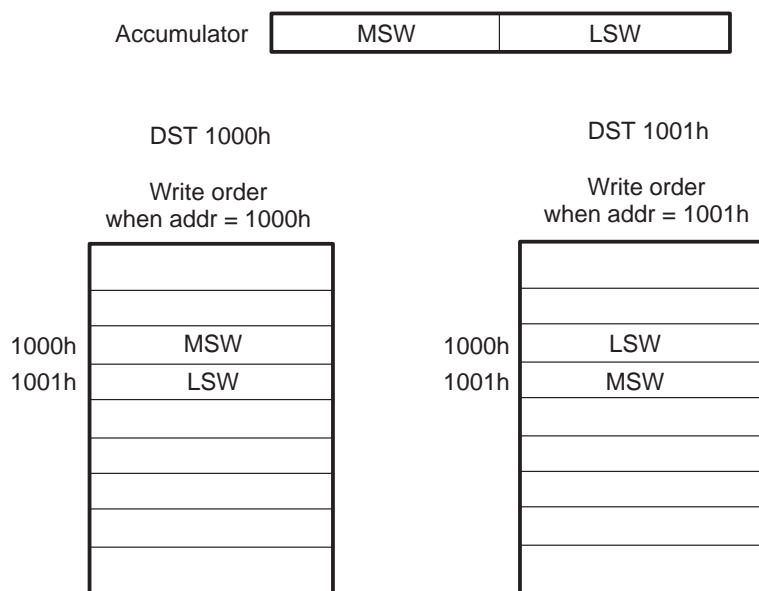 Accumulator MSW LSW
DST 1000h
Write order
when addr = 1000h
1000h MSW
1001h LSW
DST 1001h
Write order
when addr = 1001h
1000h LSW
1001h MSW